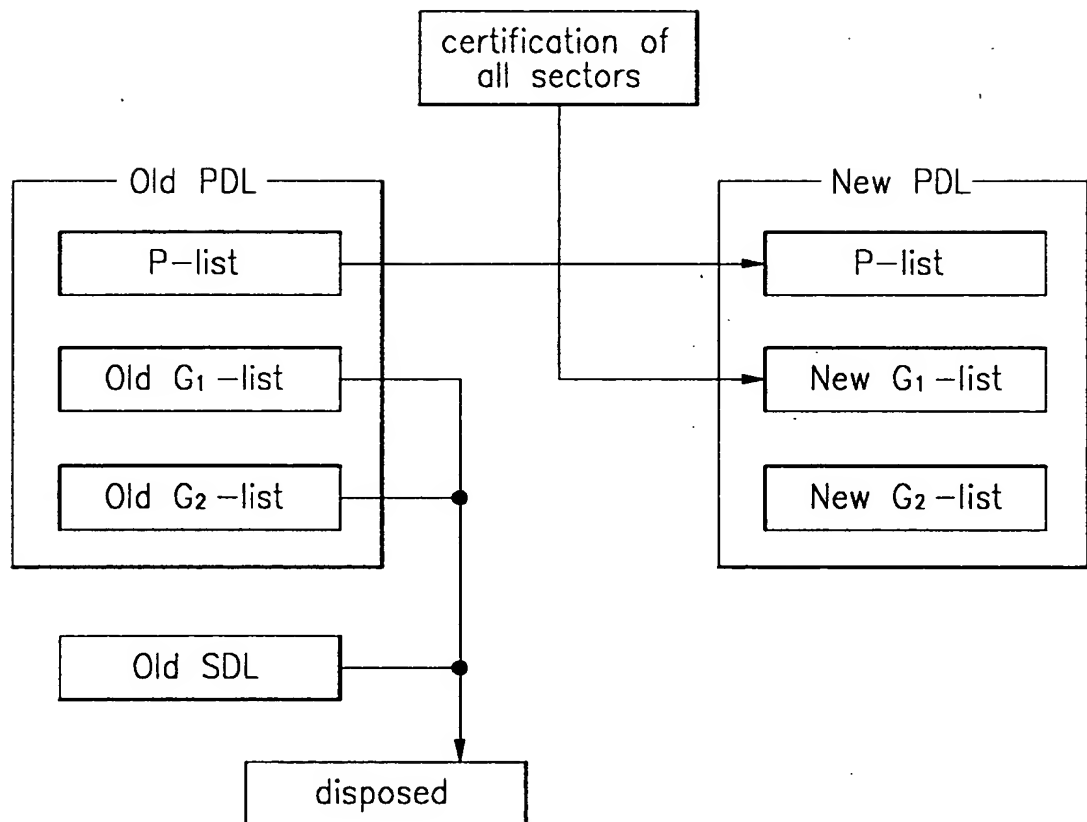 certification of
all sectors
Old PDL
New PDL
P-list
P-list
Old G1-list
New G1-list
Old G2-list
New G2-list
Old SDL
disposed